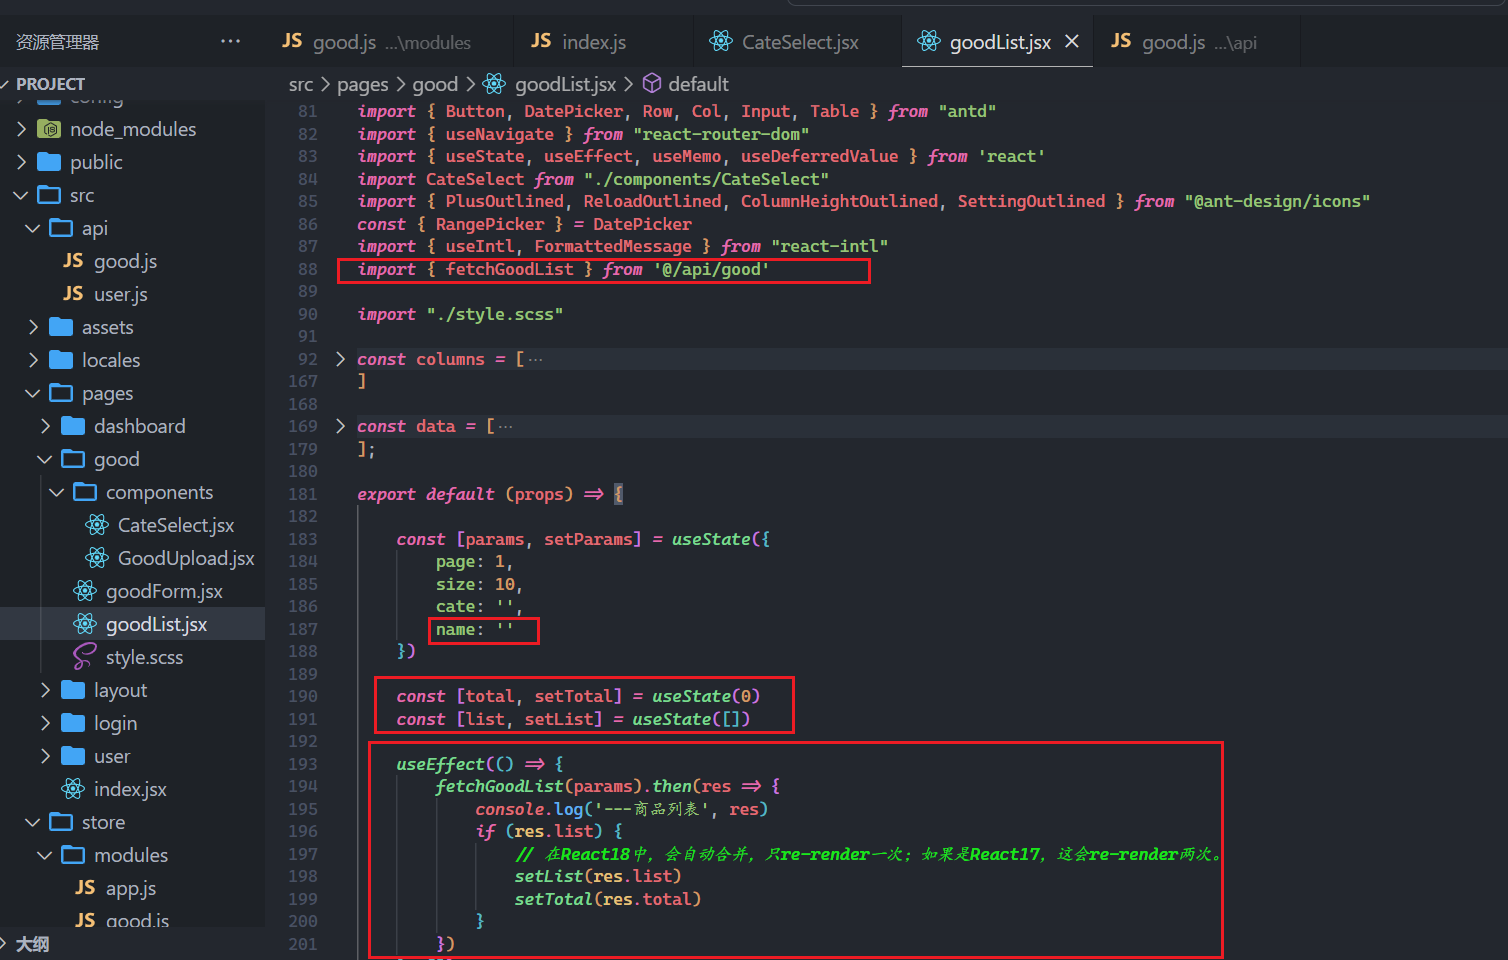 资源管理器 ···
JS good.js ...\modules
JS index.js
CateSelect.jsx
goodList.jsx ×
JS good.js ...\api
PROJECT
config
node_modules
public
src
api
JS good.js
JS user.js
assets
locales
pages
dashboard
good
components
CateSelect.jsx
GoodUpload.jsx
goodForm.jsx
goodList.jsx
style.scss
layout
login
user
index.jsx
store
modules
JS app.js
JS good.js
大纲
src > pages > good > goodList.jsx > default
81 import { Button, DatePicker, Row, Col, Input, Table } from "antd"
82 import { useNavigate } from "react-router-dom"
83 import { useState, useEffect, useMemo, useDeferredValue } from 'react'
84 import CateSelect from "./components/CateSelect"
85 import { PlusOutlined, ReloadOutlined, ColumnHeightOutlined, SettingOutlined } from "@ant-design/icons"
86 const { RangePicker } = DatePicker
87 import { useIntl, FormattedMessage } from "react-intl"
88 import { fetchGoodList } from '@/api/good'
89
90 import "./style.scss"
91
92 const columns = [ ···
167 ]
168
169 const data = [ ···
179 ];
180
181 export default (props) => {
182
183 const [params, setParams] = useState({
184 page: 1,
185 size: 10,
186 cate: '',
187 name: ''
188 })
189
190 const [total, setTotal] = useState(0)
191 const [list, setList] = useState([])
192
193 useEffect(() => {
194 fetchGoodList(params).then(res => {
195 console.log('---商品列表', res)
196 if (res.list) {
197 // 在React18中，会自动合并，只re-render一次；如果是React17，这会re-render两次。
198 setList(res.list)
199 setTotal(res.total)
200 }
201 })